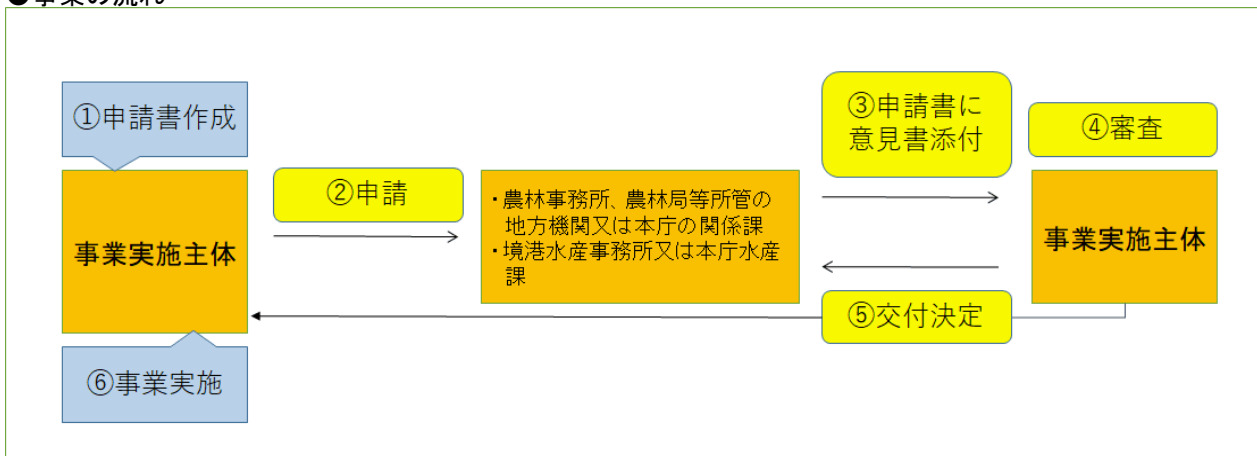 ●事業の流れ
①申請書作成
事業実施主体
⑥事業実施
②申請
・農林事務所、農林局等所管の
地方機関又は本庁の関係課
・境港水産事務所又は本庁水産
課
③申請書に
意見書添付
⑤交付決定
④審査
事業実施主体